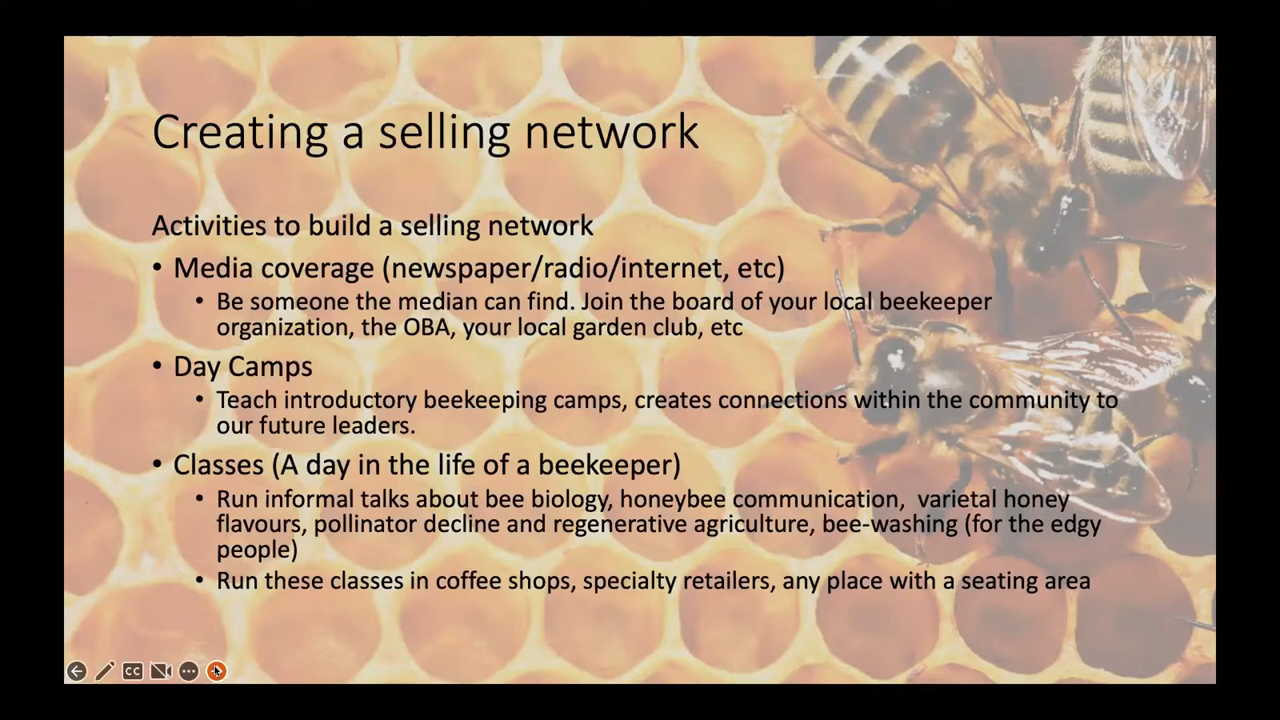 Creating a selling network
Activities to build a selling network
• Media coverage (newspaper/radio/internet, etc)
• Be someone the median can find. Join the board of your local beekeeper
organization, the OBA, your local garden club, etc
• Day Camps
• Teach introductory beekeeping camps, creates connections within the community to
our future leaders.
• Classes (A day in the life of a beekeeper)
• Run informal talks about bee biology, honeybee communication,  varietal honey
flavours, pollinator decline and regenerative agriculture, bee-washing (for the edgy
people)
• Run these classes in coffee shops, specialty retailers, any place with a seating area
CC